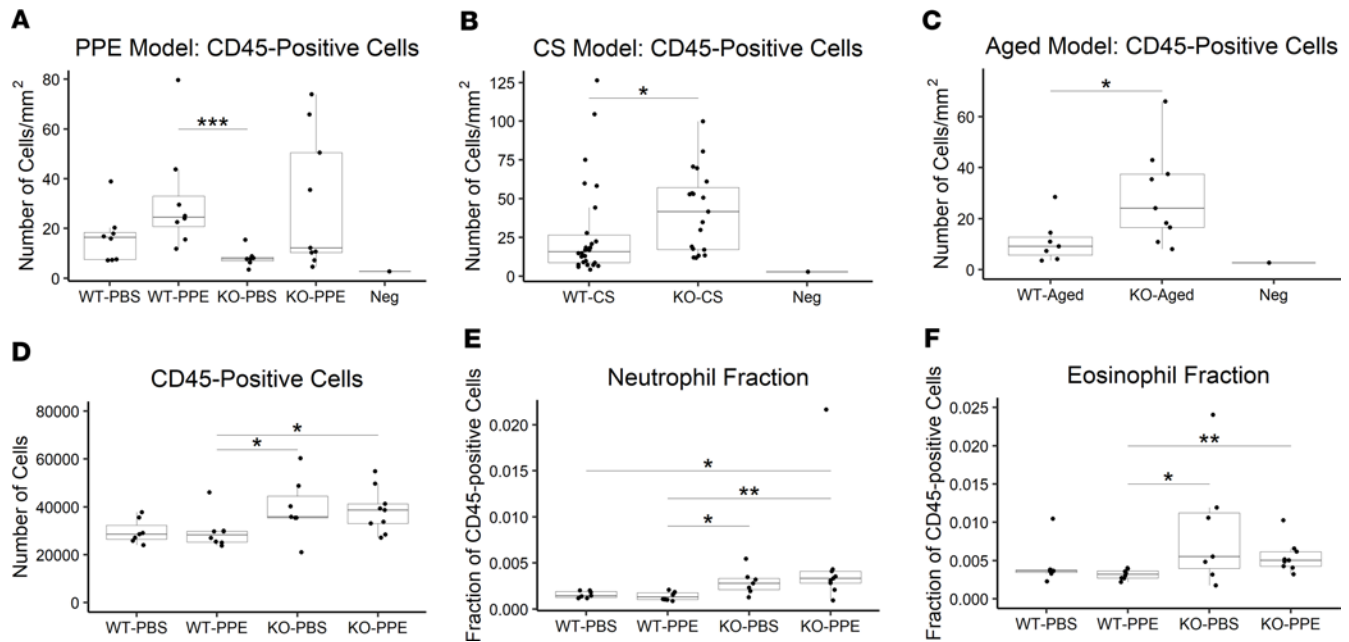 A
PPE Model: CD45-Positive Cells
Number of Cells/mm²
80
60
40
20
0
***
WT-PBS WT-PPE KO-PBS KO-PPE Neg
B
CS Model: CD45-Positive Cells
Number of Cells/mm²
125
100
75
50
25
0
*
WT-CS KO-CS Neg
C
Aged Model: CD45-Positive Cells
Number of Cells/mm²
60
40
20
0
*
WT-Aged KO-Aged Neg
D
CD45-Positive Cells
Number of Cells
80000
60000
40000
20000
0
*
*
WT-PBS WT-PPE KO-PBS KO-PPE
E
Neutrophil Fraction
Fraction of CD45-positive Cells
0.020
0.015
0.010
0.005
0.000
*
**
*
WT-PBS WT-PPE KO-PBS KO-PPE
F
Eosinophil Fraction
Fraction of CD45-positive Cells
0.025
0.020
0.015
0.010
0.005
0.000
**
*
WT-PBS WT-PPE KO-PBS KO-PPE